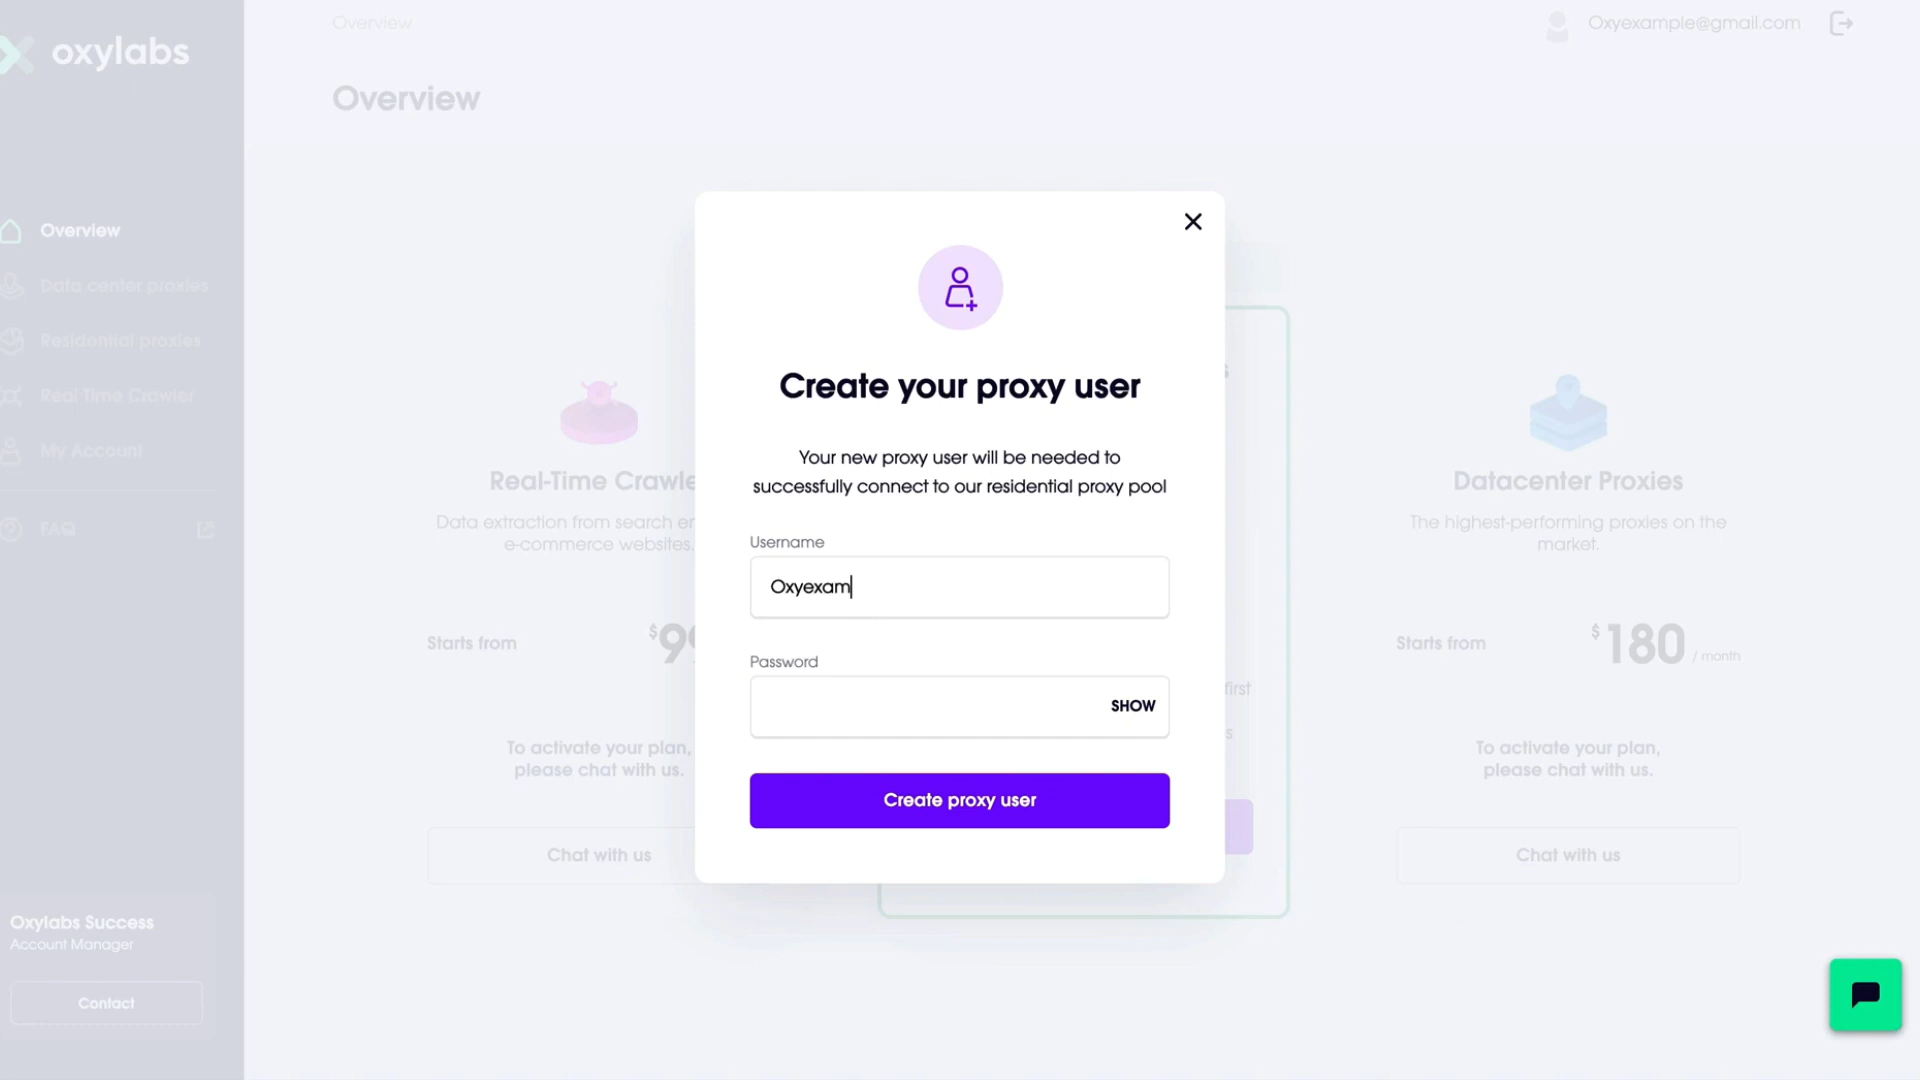 oxylabs
Overview
Oxyexample@gmail.com
Overview
Overview
Data center proxies
Residential proxies
Real Time Crawler
My Account
FAQ
Oxylabs Success
Account Manager
Contact
Create your proxy user
Your new proxy user will be needed to
successfully connect to our residential proxy pool
Username
Oxyexam
Password
SHOW
Create proxy user
Real-Time Crawle
Data extraction from search en
e-commerce websites.
Starts from
$99
To activate your plan,
please chat with us.
Chat with us
s
first
s
Datacenter Proxies
The highest-performing proxies on the
market.
Starts from
$180 / month
To activate your plan,
please chat with us.
Chat with us